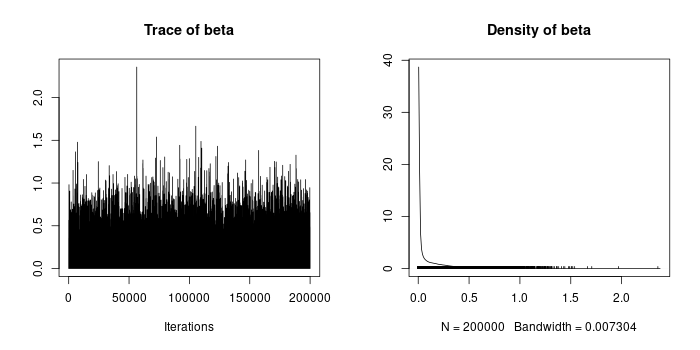 Trace of beta
2.0
1.5
1.0
0.5
0.0
0 50000 100000 150000 200000
Iterations
Density of beta
40
30
20
10
0
0.0 0.5 1.0 1.5 2.0
N = 200000 Bandwidth = 0.007304